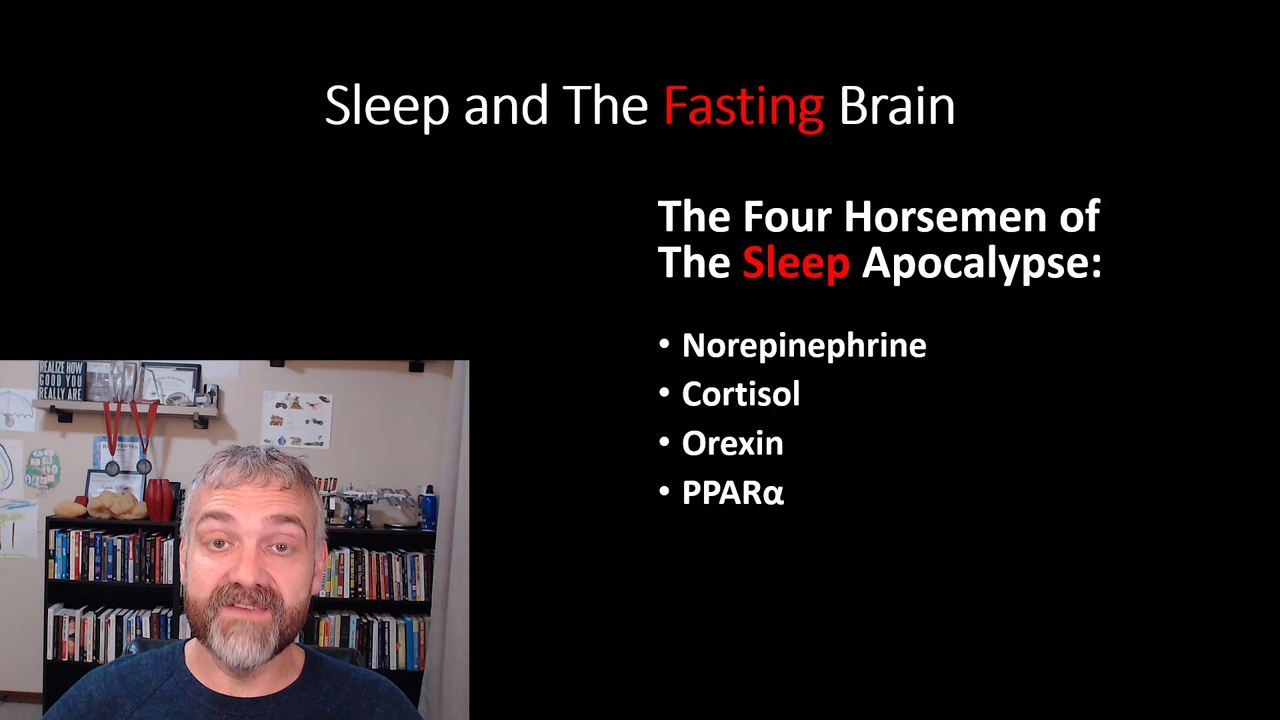 Sleep and The Fasting Brain
The Four Horsemen of
The Sleep Apocalypse:
• Norepinephrine
• Cortisol
• Orexin
• PPARα
REALIZE HOW
GOOD YOU
REALLY ARE